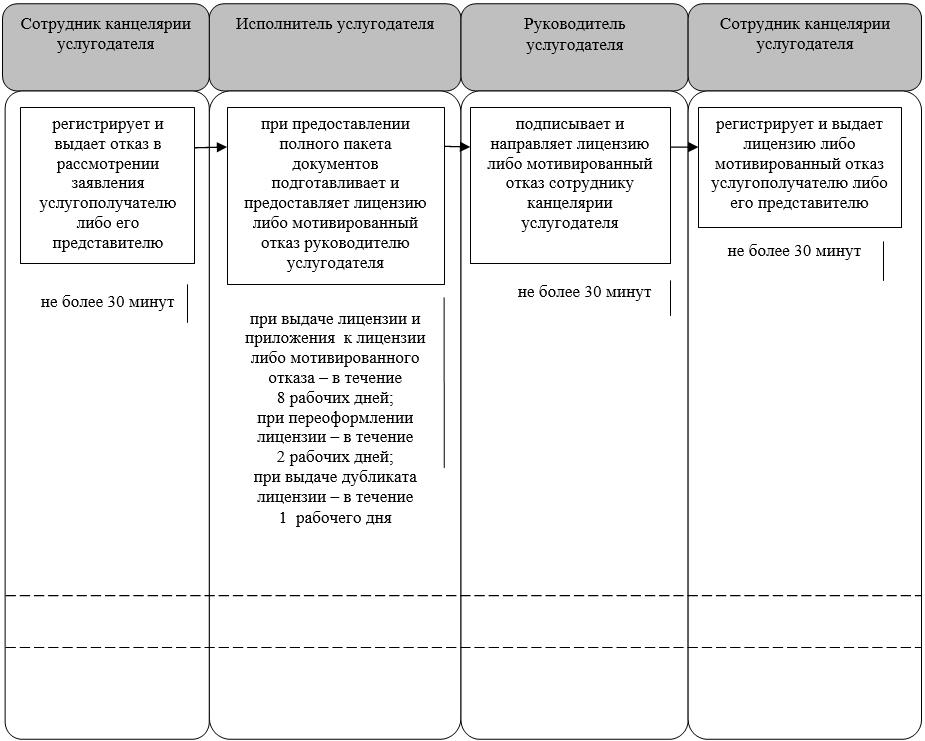 Сотрудник канцелярии
услугодателя
Исполнитель услугодателя
Руководитель
услугодателя
Сотрудник канцелярии
услугодателя
регистрирует и
выдает отказ в
рассмотрении
заявления
услугополучателю
либо его
представителю
не более 30 минут
при предоставлении
полного пакета
документов
подготавливает и
предоставляет лицензию
либо мотивированный
отказ руководителю
услугодателя
при выдаче лицензии и
приложения к лицензии
либо мотивированного
отказа – в течение
8 рабочих дней;
при переоформлении
лицензии – в течение
2 рабочих дней;
при выдаче дубликата
лицензии – в течение
1 рабочего дня
подписывает и
направляет лицензию
либо мотивированный
отказ сотруднику
канцелярии
услугодателя
не более 30 минут
регистрирует и выдает
лицензию либо
мотивированный отказ
услугополучателю либо
его представителю
не более 30 минут